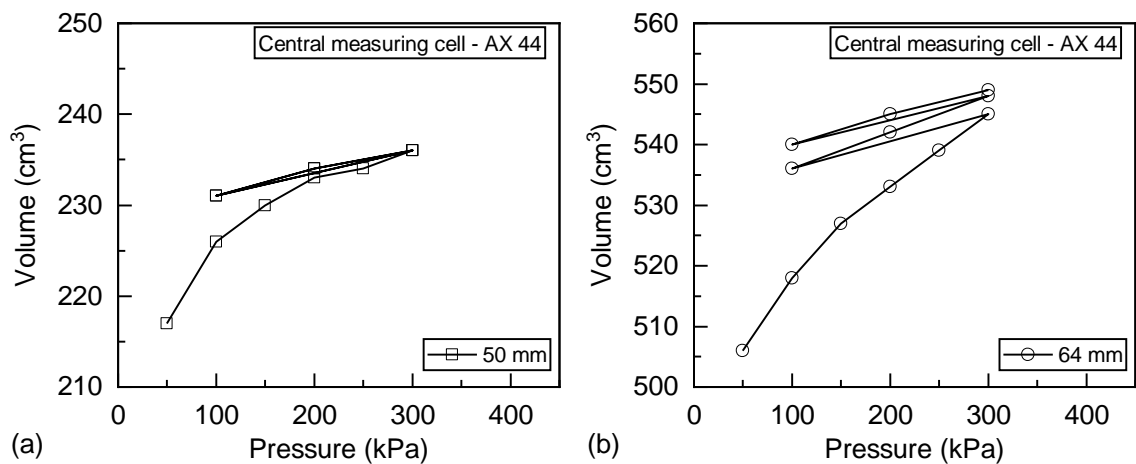 250
240
230
220
210
Volume (cm³)
Central measuring cell - AX 44
50 mm
0 100 200 300 400
Pressure (kPa)
(a)
560
550
540
530
520
510
500
Volume (cm³)
Central measuring cell - AX 44
64 mm
0 100 200 300 400
Pressure (kPa)
(b)